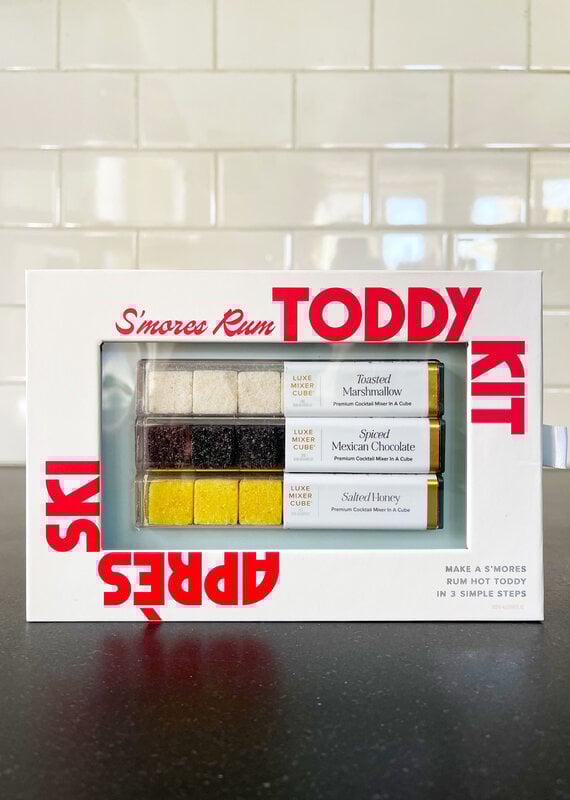 S'mores Rum TODDY
KIT
LUXE
MIXER
CUBE
Toasted
Marshmallow
Premium Cocktail Mixer In A Cube
LUXE
MIXER
CUBE
Spiced
Mexican Chocolate
Premium Cocktail Mixer In A Cube
LUXE
MIXER
CUBE
Salted Honey
Premium Cocktail Mixer In A Cube
APRÈS
SKI
MAKE A S'MORES
RUM HOT TODDY
IN 3 SIMPLE STEPS